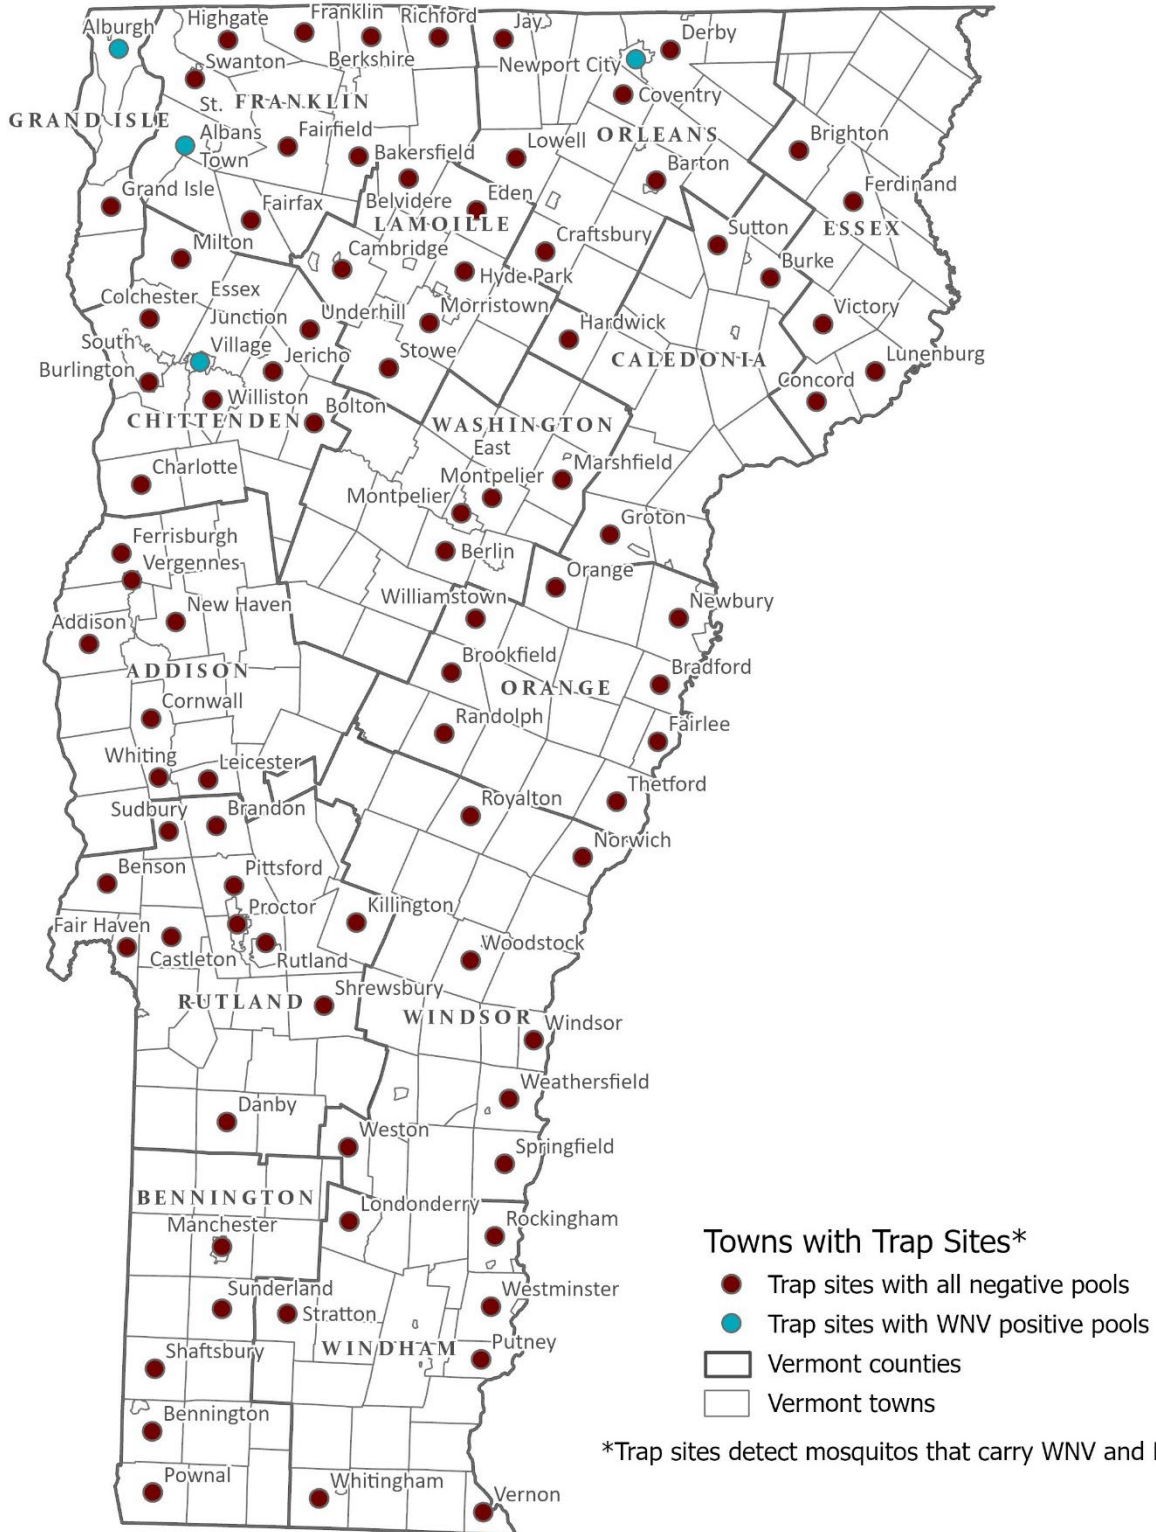 Alburgh
Highgate
Franklin
Richford
Jay
Derby
Swanton
Berkshire
Newport City
St.
Albans
Town
FRANKLIN
Coventry
GRAND ISLE
ORLEANS
Fairfield
Bakersfield
Lowell
Barton
Brighton
Grand Isle
Fairfax
Belvidere
Eden
Ferdinand
LAMOILLE
ESSEX
Milton
Cambridge
Craftsbury
Sutton
Hyde Park
Burke
Colchester
Essex
Junction
Village
Underhill
Morristown
Hardwick
Victory
South
Burlington
Jericho
Stowe
CALEDONIA
Lunenburg
Concord
Williston
Bolton
CHITTENDEN
WASHINGTON
Charlotte
East
Montpelier
Marshfield
Montpelier
Groton
Ferrisburgh
Berlin
Vergennes
Orange
New Haven
Williamstown
Newbury
Addison
Brookfield
Bradford
ADDISON
ORANGE
Cornwall
Randolph
Fairlee
Whiting
Leicester
Thetford
Sudbury
Brandon
Royalton
Norwich
Benson
Pittsford
Proctor
Killington
Fair Haven
Castleton
Rutland
Woodstock
Shrewsbury
RUTLAND
WINDSOR
Windsor
Weathersfield
Danby
Weston
Springfield
BENNINGTON
Londonderry
Manchester
Rockingham
Sunderland
Stratton
Westminster
WINDHAM
Putney
Shaftsbury
Bennington
Pownal
Whitingham
Vernon
Towns with Trap Sites*
Trap sites with all negative pools
Trap sites with WNV positive pools
Vermont counties
Vermont towns
*Trap sites detect mosquitos that carry WNV and